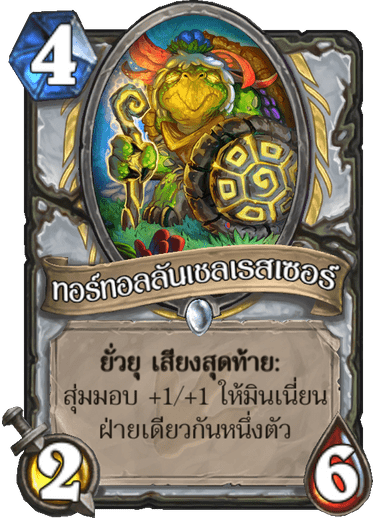 4
ทอร์ทอลลันเชลเรสเซอร์
ยั่วยุ เสียงสุดท้าย:
สุ่มมอบ +1/+1 ให้มินเนี่ยน
ฝ่ายเดียวกันหนึ่งตัว
2
6